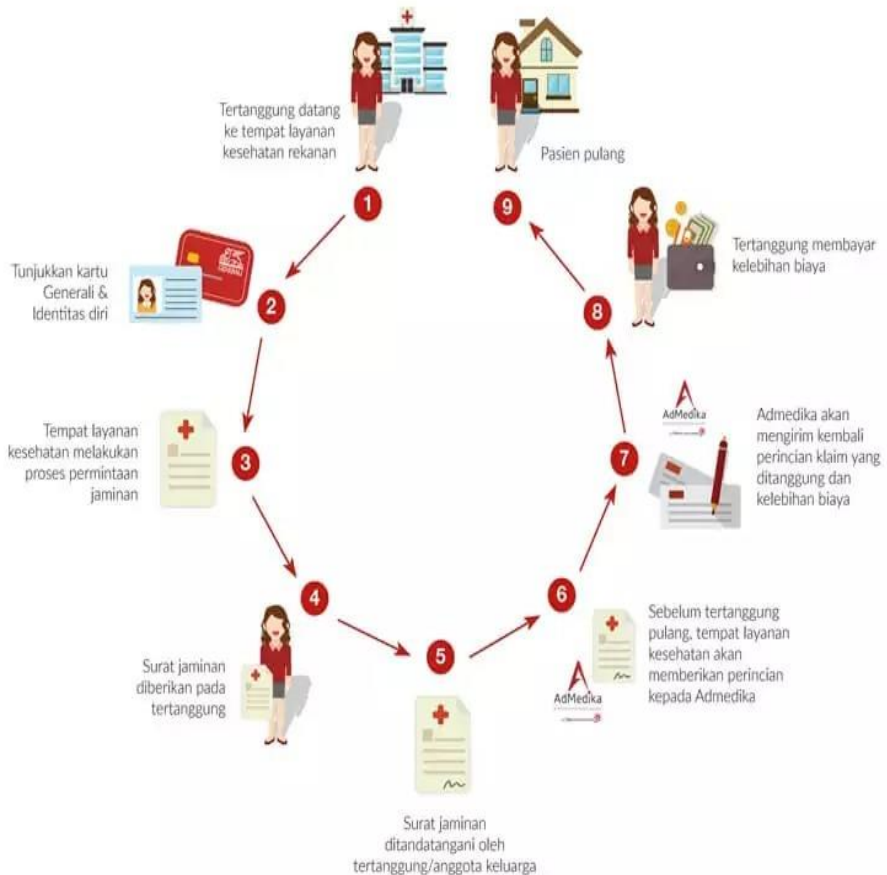 Tertanggung datang
ke tempat layanan
kesehatan rekanan
1
Tunjukkan kartu
Generali &
Identitas diri
GENERALI
2
Tempat layanan
kesehatan melakukan
proses permintaan
jaminan
3
Surat jaminan
diberikan pada
tertanggung
4
5
Surat jaminan
ditandatangani oleh
tertanggung/anggota keluarga
6
Sebelum tertanggung
pulang, tempat layanan
kesehatan akan
memberikan perincian
kepada Admedika
AdMedika
7
AdMedika
Admedika akan
mengirim kembali
perincian klaim yang
ditanggung dan
kelebihan biaya
8
Tertanggung membayar
kelebihan biaya
9
Pasien pulang